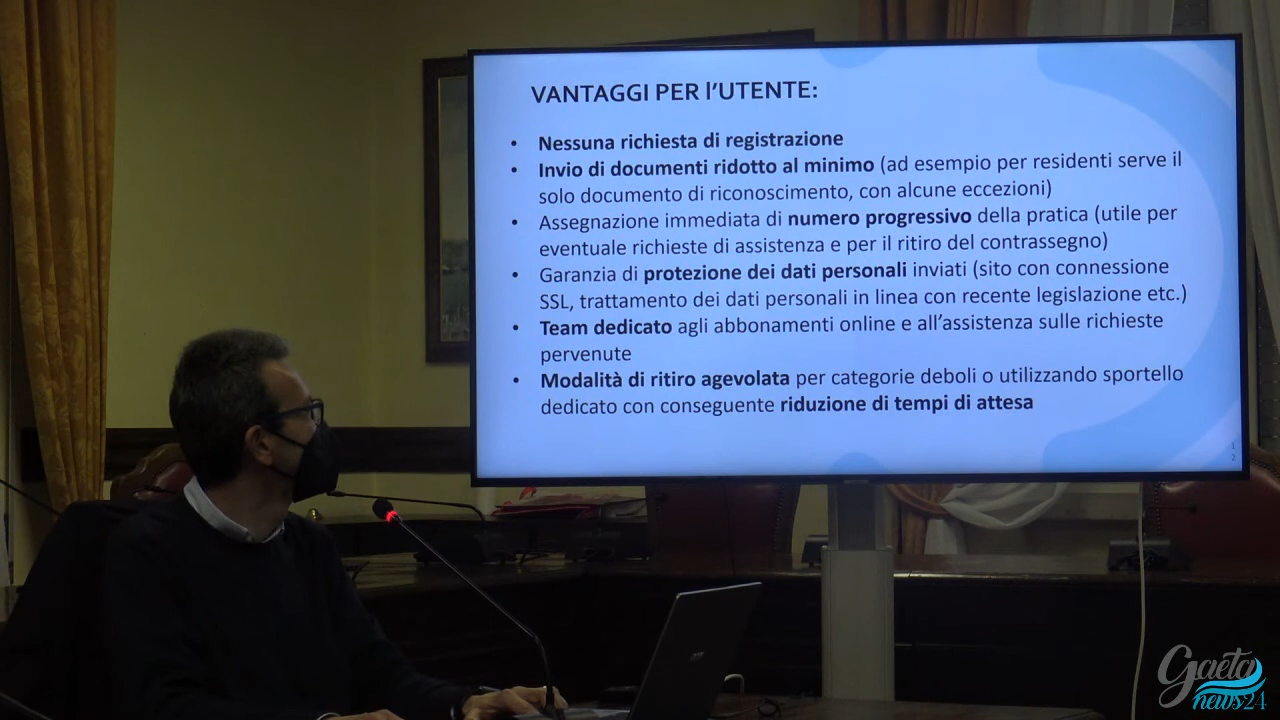 VANTAGGI PER l'UTENTE:
• Nessuna richiesta di registrazione
• Invio di documenti ridotto al minimo (ad esempio per residenti serve il
solo documento di riconoscimento, con alcune eccezioni)
• Assegnazione immediata di numero progressivo della pratica (utile per
eventuale richieste di assistenza e per il ritiro del contrassegno)
• Garanzia di protezione dei dati personali inviati (sito con connessione
SSL, trattamento dei dati personali in linea con recente legislazione etc.)
• Team dedicato agli abbonamenti online e all'assistenza sulle richieste
pervenute
• Modalità di ritiro agevolata per categorie deboli o utilizzando sportello
dedicato con conseguente riduzione di tempi di attesa
1
2
Gaeta
news24